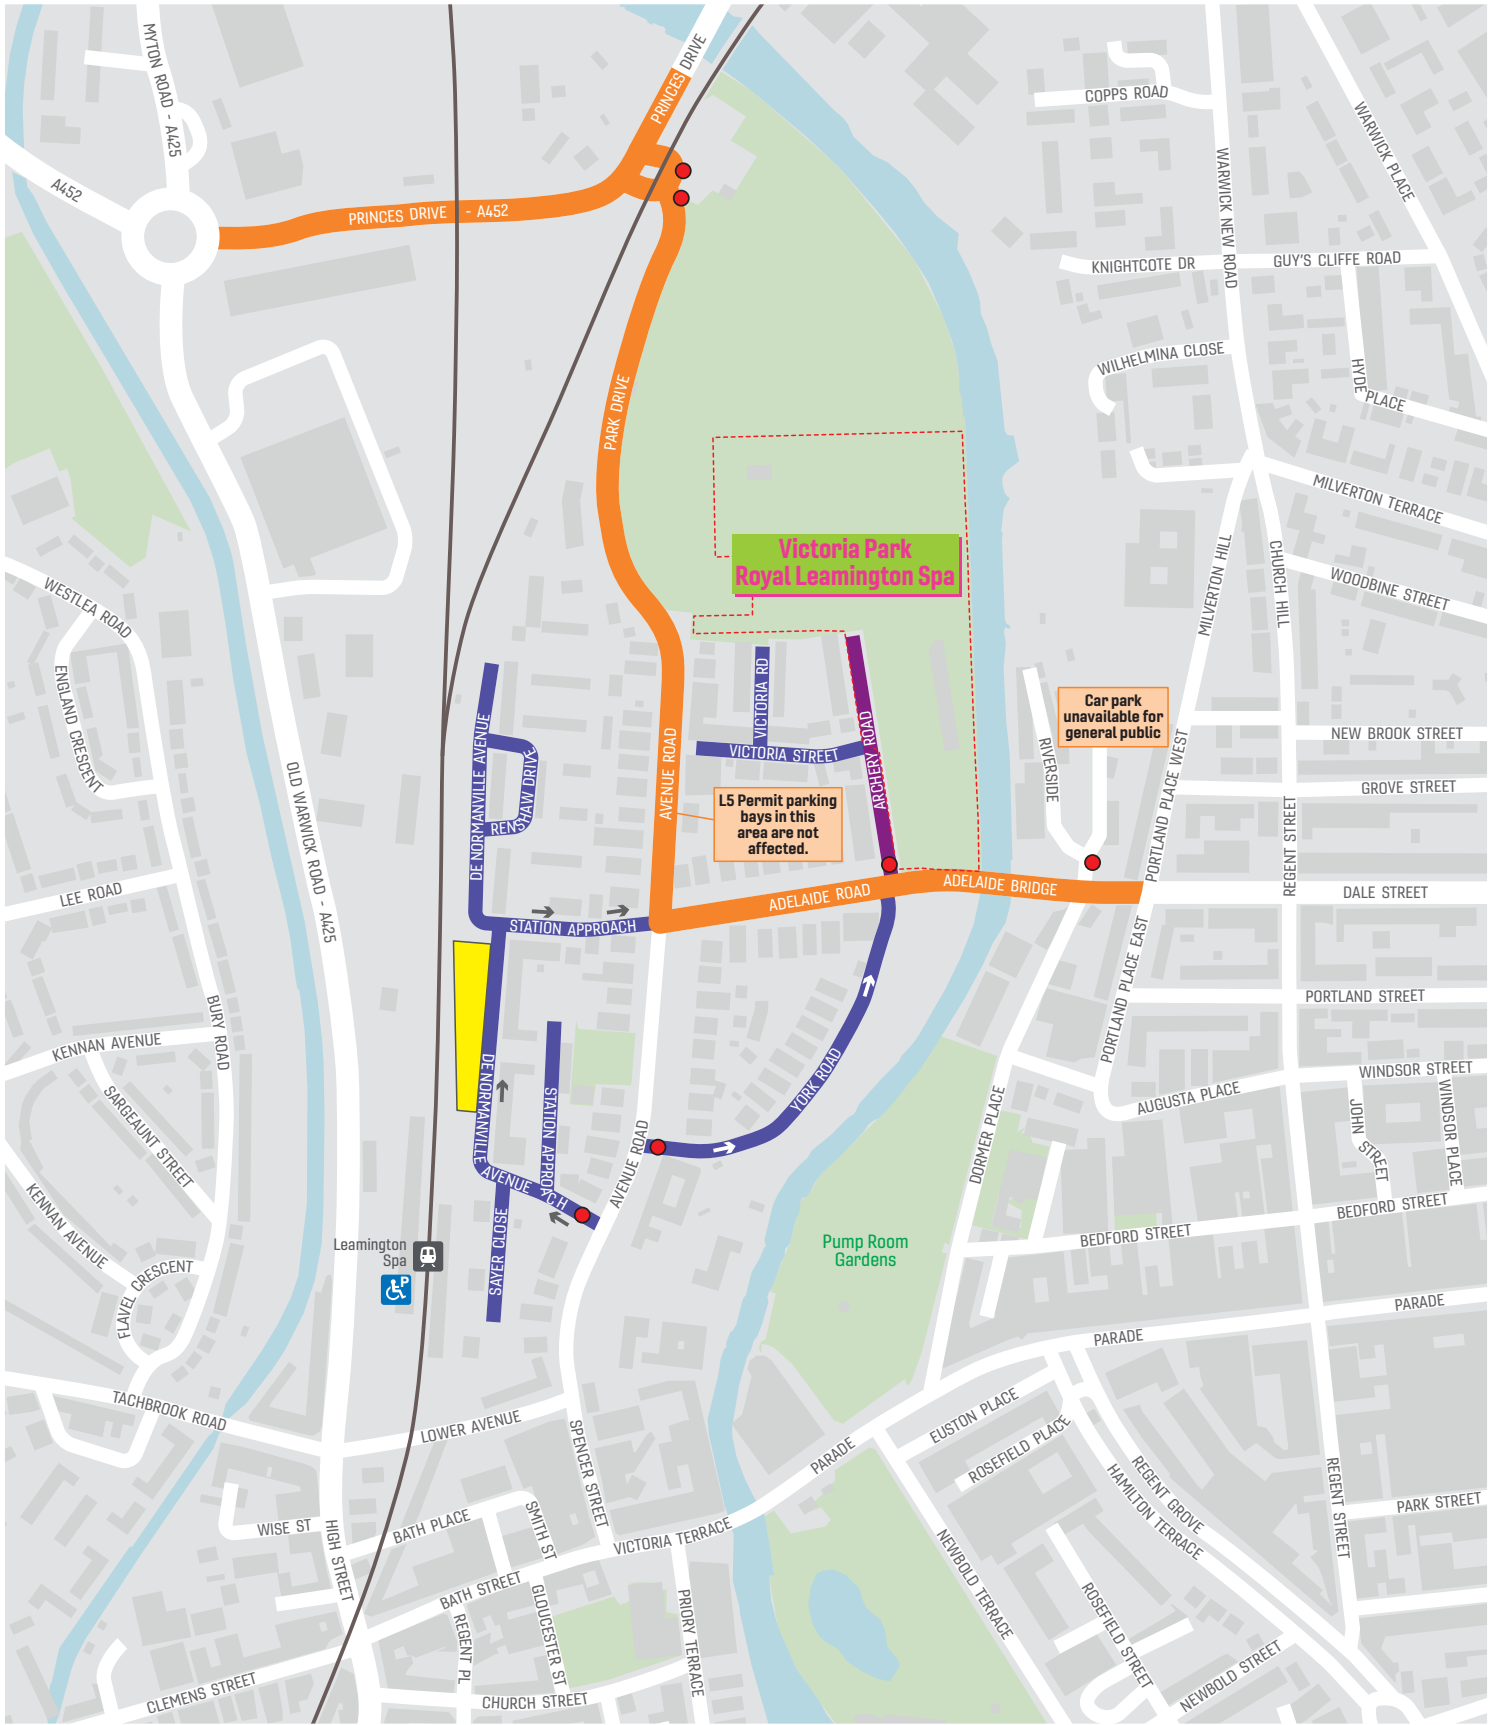 MYTON ROAD - A425
A452
PRINCES DRIVE - A452
PRINCES DRIVE
COPPS ROAD
WARWICK PLACE
WARWICK NEW ROAD
KNIGHTCOTE DR
GUY'S CLIFFE ROAD
WILHELMINA CLOSE
HYDE PLACE
PARK DRIVE
MILVERTON TERRACE
Victoria Park
Royal Leamington Spa
MILVERTON HILL
CHURCH HILL
WOODBINE STREET
WESTLEA ROAD
ENGLAND CRESCENT
OLD WARWICK ROAD - A425
DE NORMANVILLE AVENUE
RENSHAW DRIVE
AVENUE ROAD
VICTORIA RD
VICTORIA STREET
ARCHERY ROAD
L5 Permit parking
bays in this
area are not
affected.
Car park
unavailable for
general public
RIVERSIDE
PORTLAND PLACE WEST
NEW BROOK STREET
GROVE STREET
REGENT STREET
DALE STREET
LEE ROAD
STATION APPROACH
ADELAIDE ROAD
ADELAIDE BRIDGE
PORTLAND PLACE EAST
PORTLAND STREET
BURY ROAD
KENNAN AVENUE
SARGEAUNT STREET
KENNAN AVENUE
FLAVEL CRESCENT
DE NORMANVILLE AVENUE
STATION APPROACH
SAYER CLOSE
AVENUE ROAD
YORK ROAD
DORMER PLACE
AUGUSTA PLACE
WINDSOR STREET
JOHN STREET
WINDSOR PLACE
BEDFORD STREET
BEDFORD STREET
Leamington
Spa
P
Pump Room
Gardens
PARADE
PARADE
TACHBROOK ROAD
LOWER AVENUE
SPENCER STREET
PARADE
EUSTON PLACE
ROSEFIELD PLACE
REGENT GROVE
HAMILTON TERRACE
REGENT STREET
PARK STREET
WISE ST
HIGH STREET
BATH PLACE
SMITH ST
VICTORIA TERRACE
BATH STREET
GLOUCESTER ST
REGENT PL
PRIORY TERRACE
NEWBOLD TERRACE
ROSEFIELD STREET
NEWBOLD STREET
CLEMENS STREET
CHURCH STREET